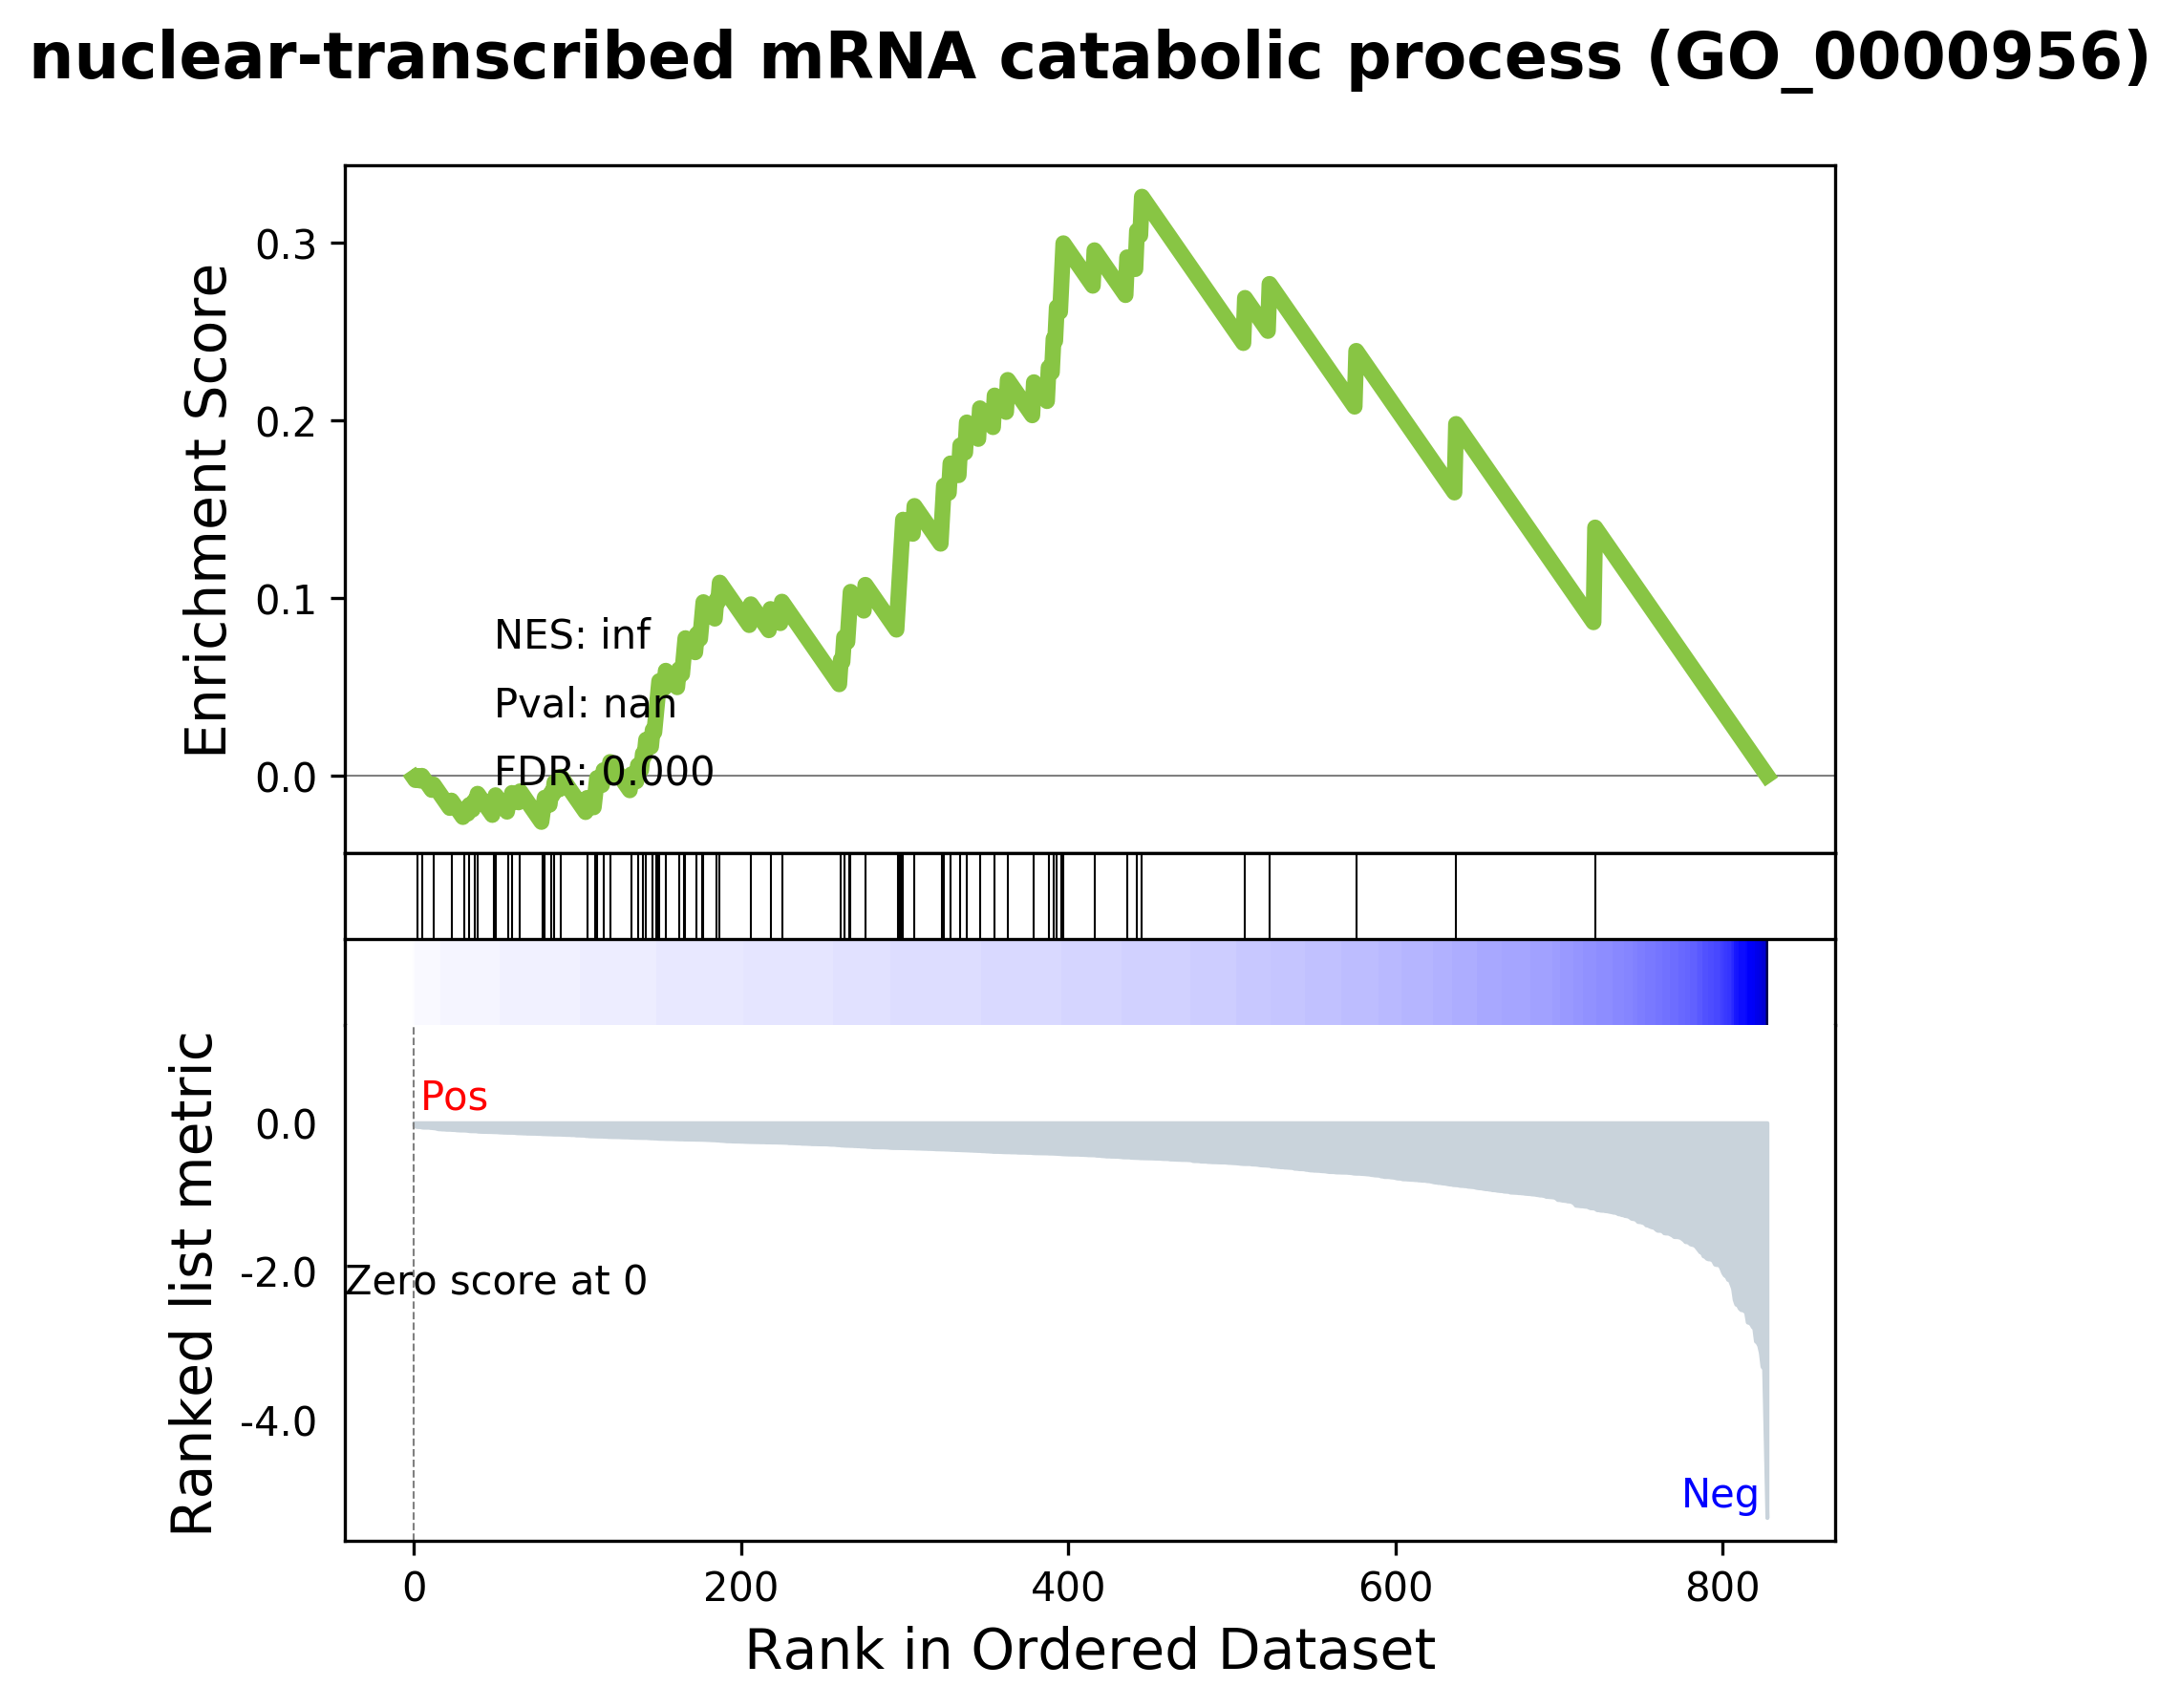 nuclear-transcribed mRNA catabolic process (GO_0000956)
Enrichment Score
0.3
0.2
0.1
0.0
NES: inf
Pval: nan
FDR: 0.000
Ranked list metric
Pos
0.0
-2.0
Zero score at 0
-4.0
Neg
0
200
400
600
800
Rank in Ordered Dataset